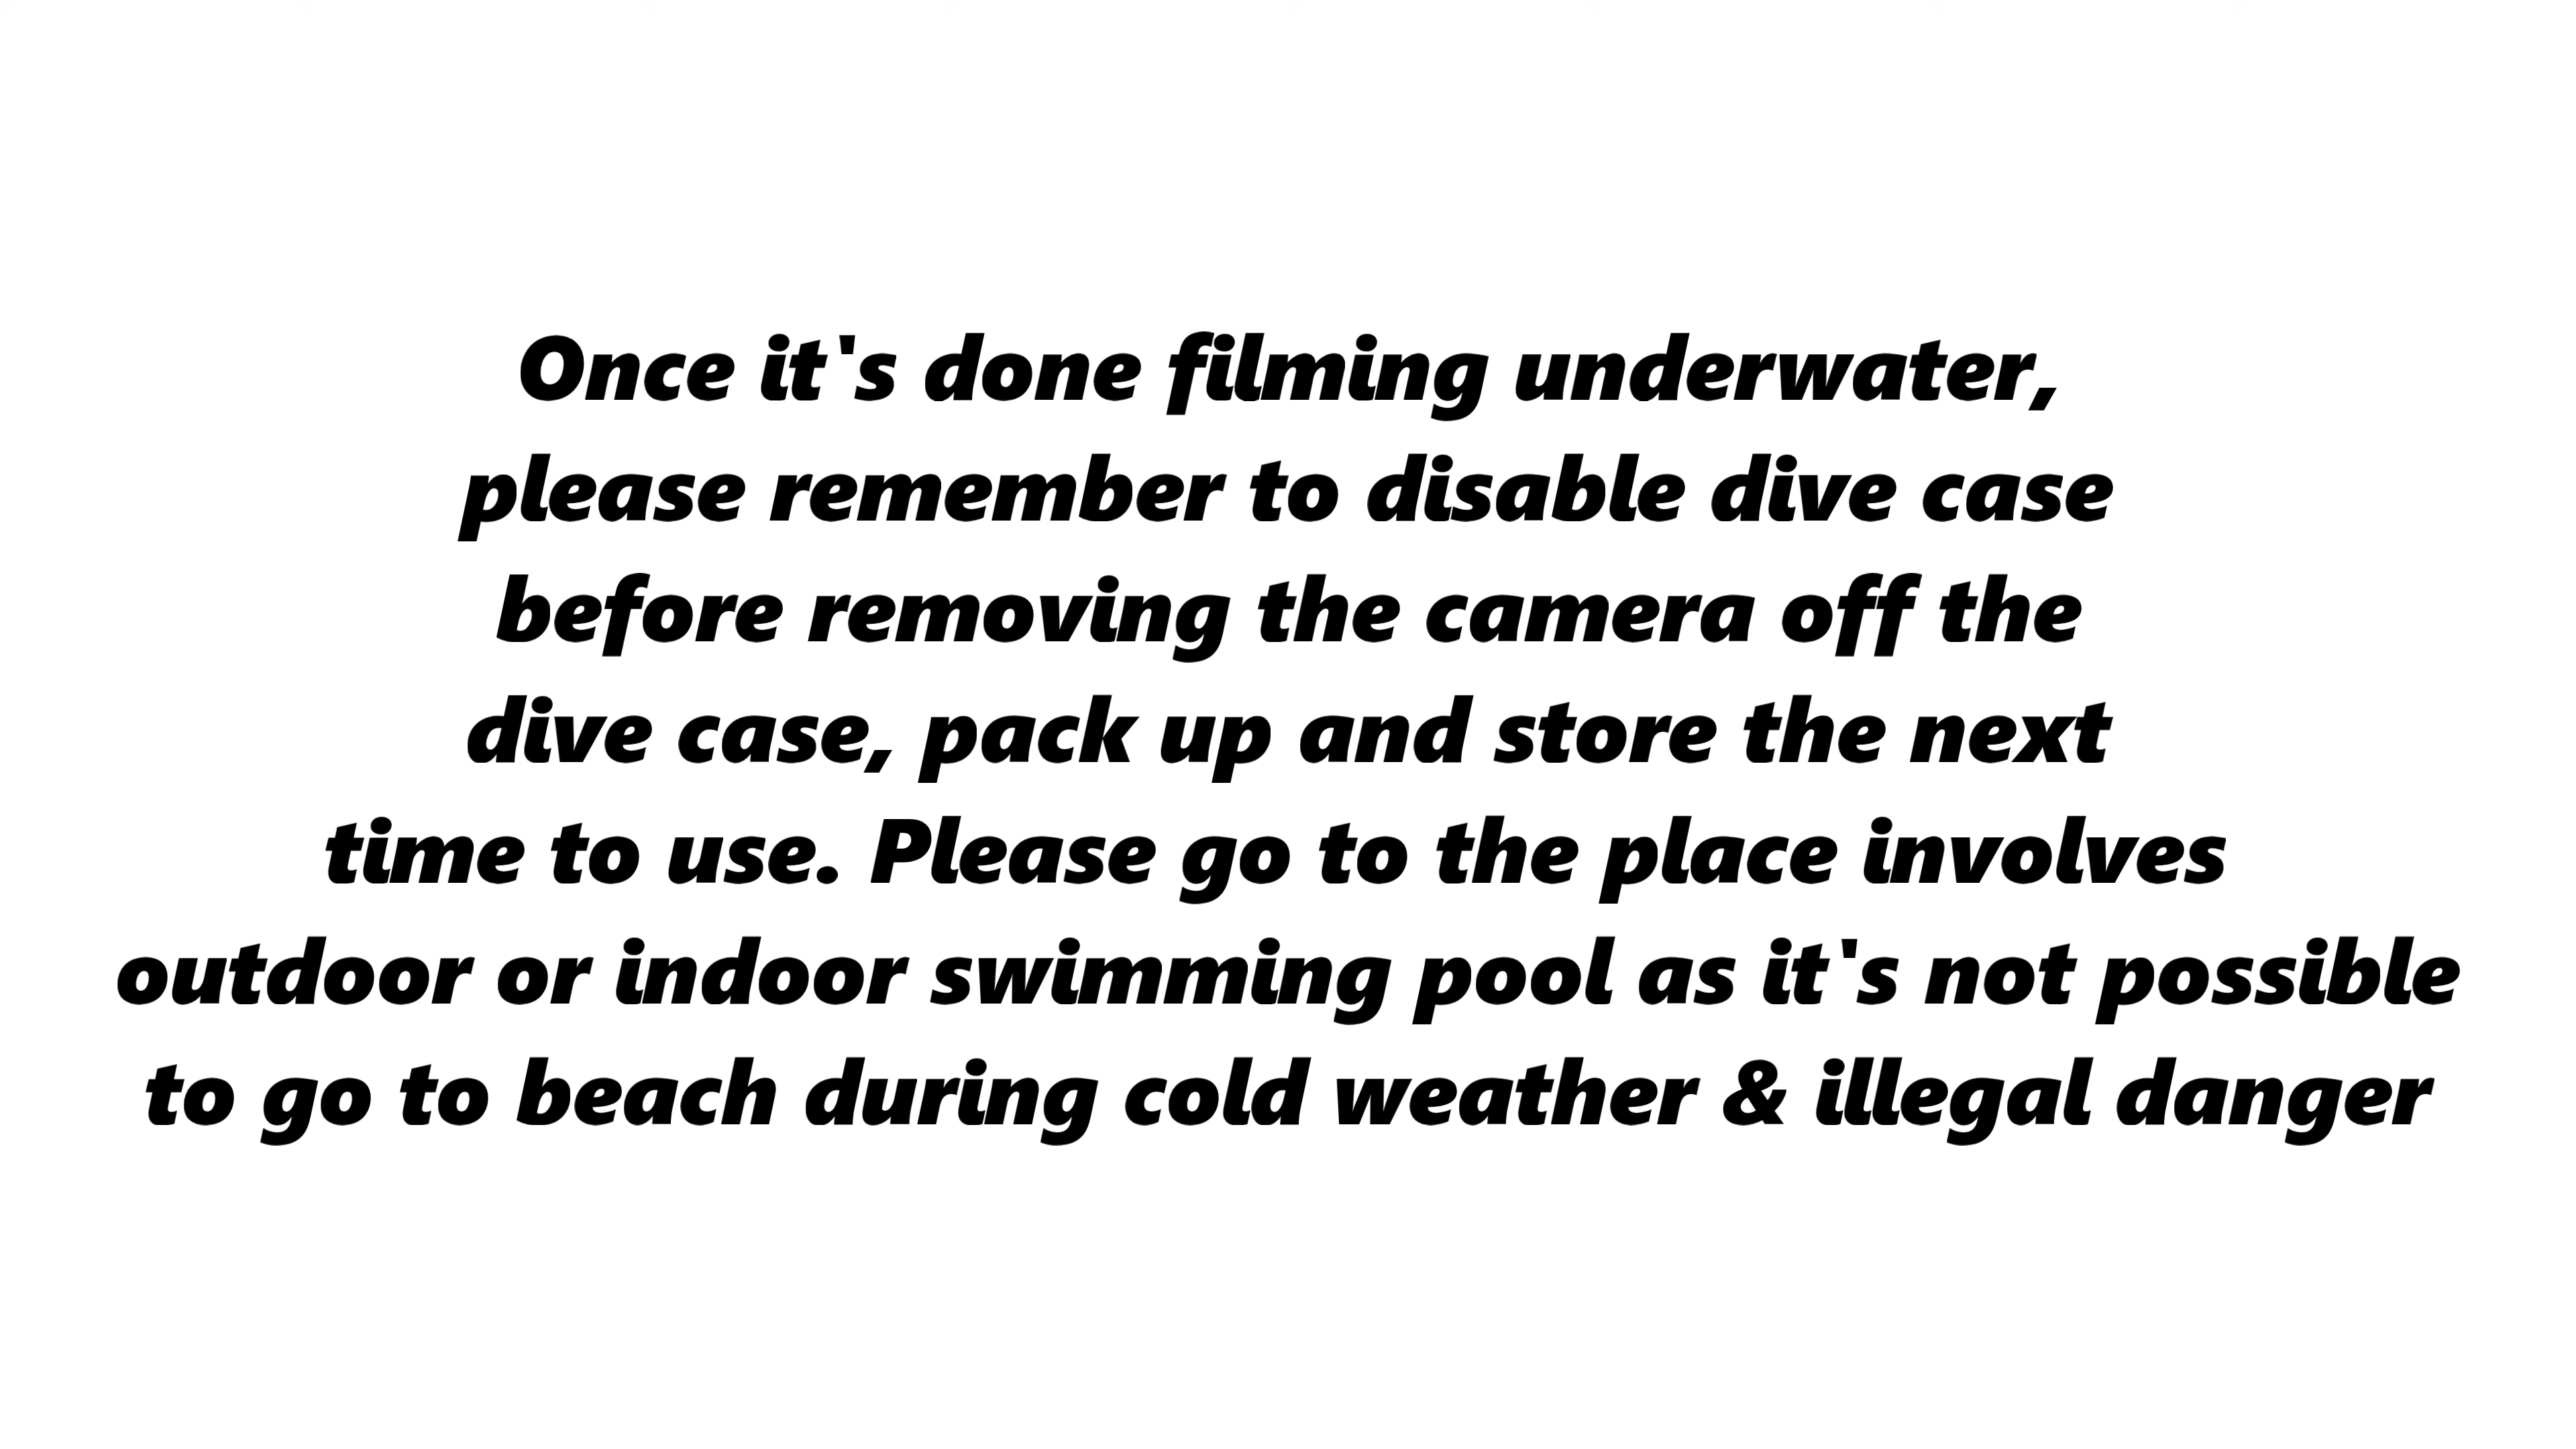 Once it's done filming underwater,
please remember to disable dive case
before removing the camera off the
dive case, pack up and store the next
time to use. Please go to the place involves
outdoor or indoor swimming pool as it's not possible
to go to beach during cold weather & illegal danger